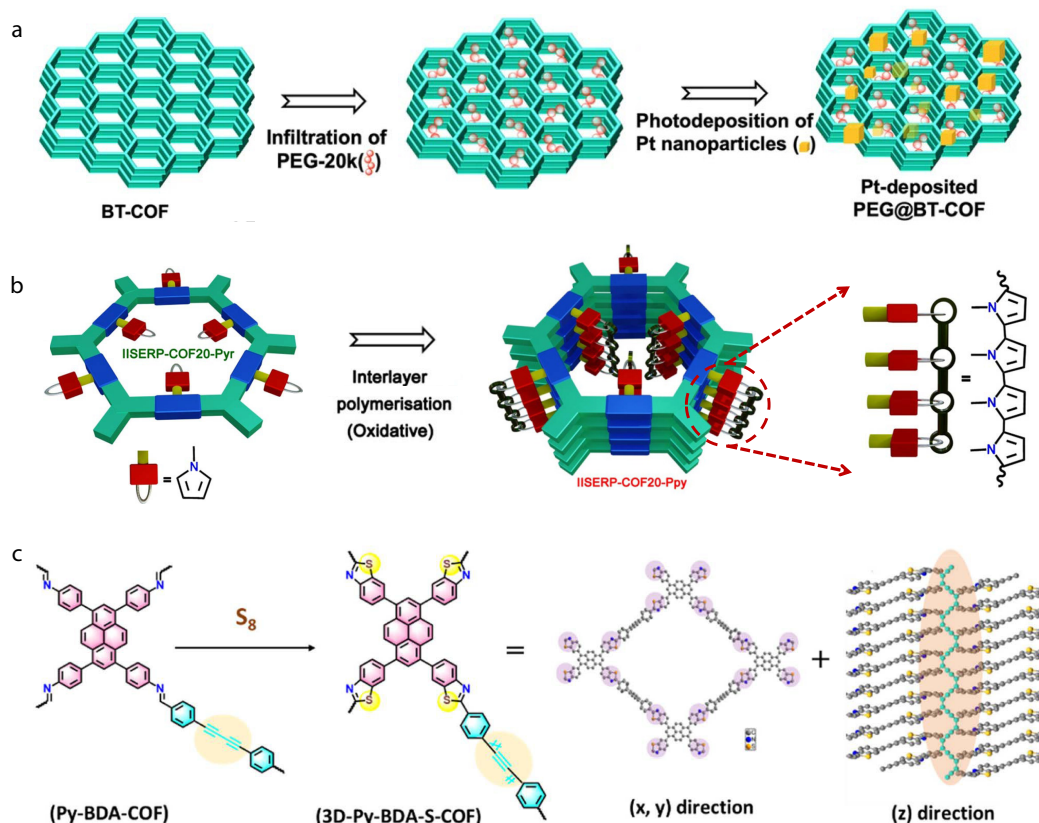 a
BT-COF
Infiltration of
PEG-20k( )
Photodeposition of
Pt nanoparticles ( )
Pt-deposited
PEG@BT-COF
b
IISERP-COF20-Pyr
N
=
Interlayer
polymerisation
(Oxidative)
IISERP-COF20-Ppy
=
N
N
N
N
c
N
N
N
N
(Py-BDA-COF)
S8
S
N
S
N
N
S
N
S
(3D-Py-BDA-S-COF)
=
(x, y) direction
+
(z) direction